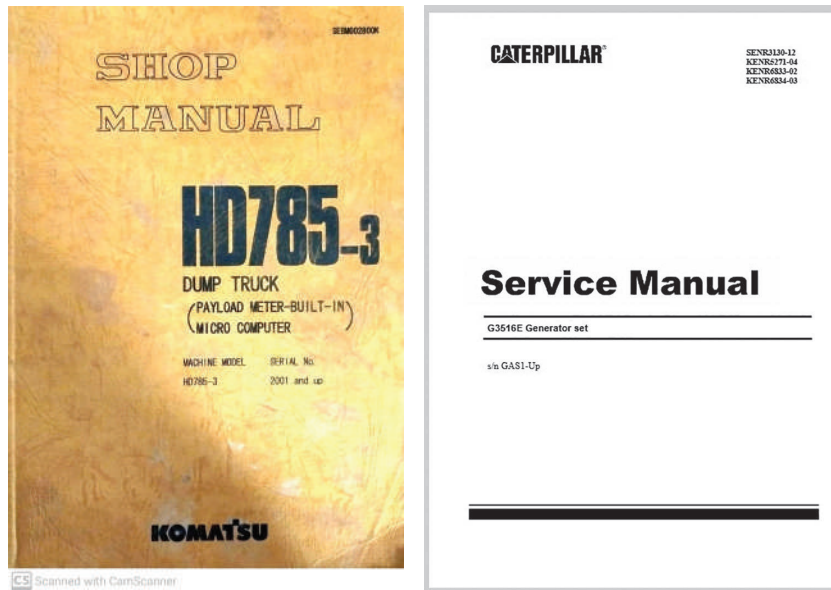 SEBM002800K
SHOP
MANUAL
HD785-3
DUMP TRUCK
(PAYLOAD METER-BUILT-IN
MICRO COMPUTER)
MACHINE MODEL SERIAL No.
HD785-3 2001 and up
KOMATSU
CS Scanned with CamScanner
CATERPILLAR®
SENR3130-12
KENR5271-04
KENR6833-02
KENR6834-03
Service Manual
G3516E Generator set
s/n GAS1-Up